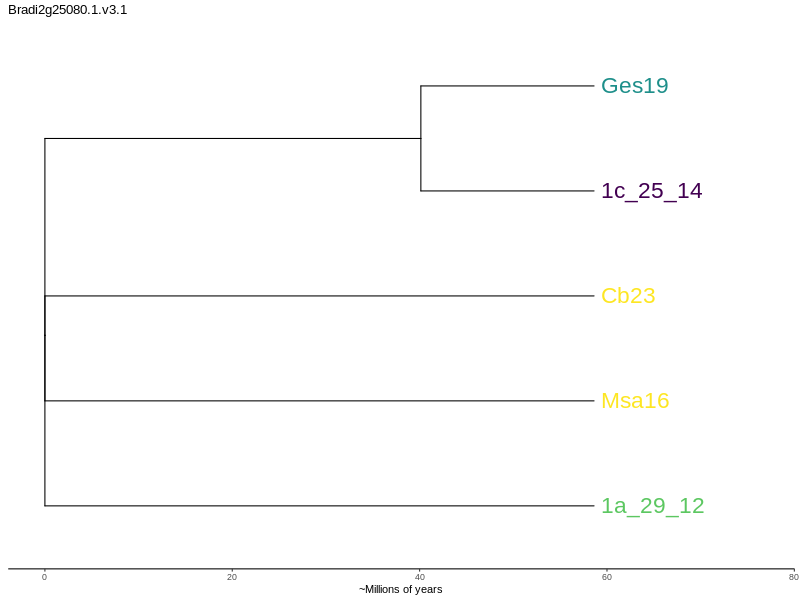 Bradi2g25080.1.v3.1
Ges19
1c_25_14
Cb23
Msa16
1a_29_12
0 20 40 60 80
~Millions of years